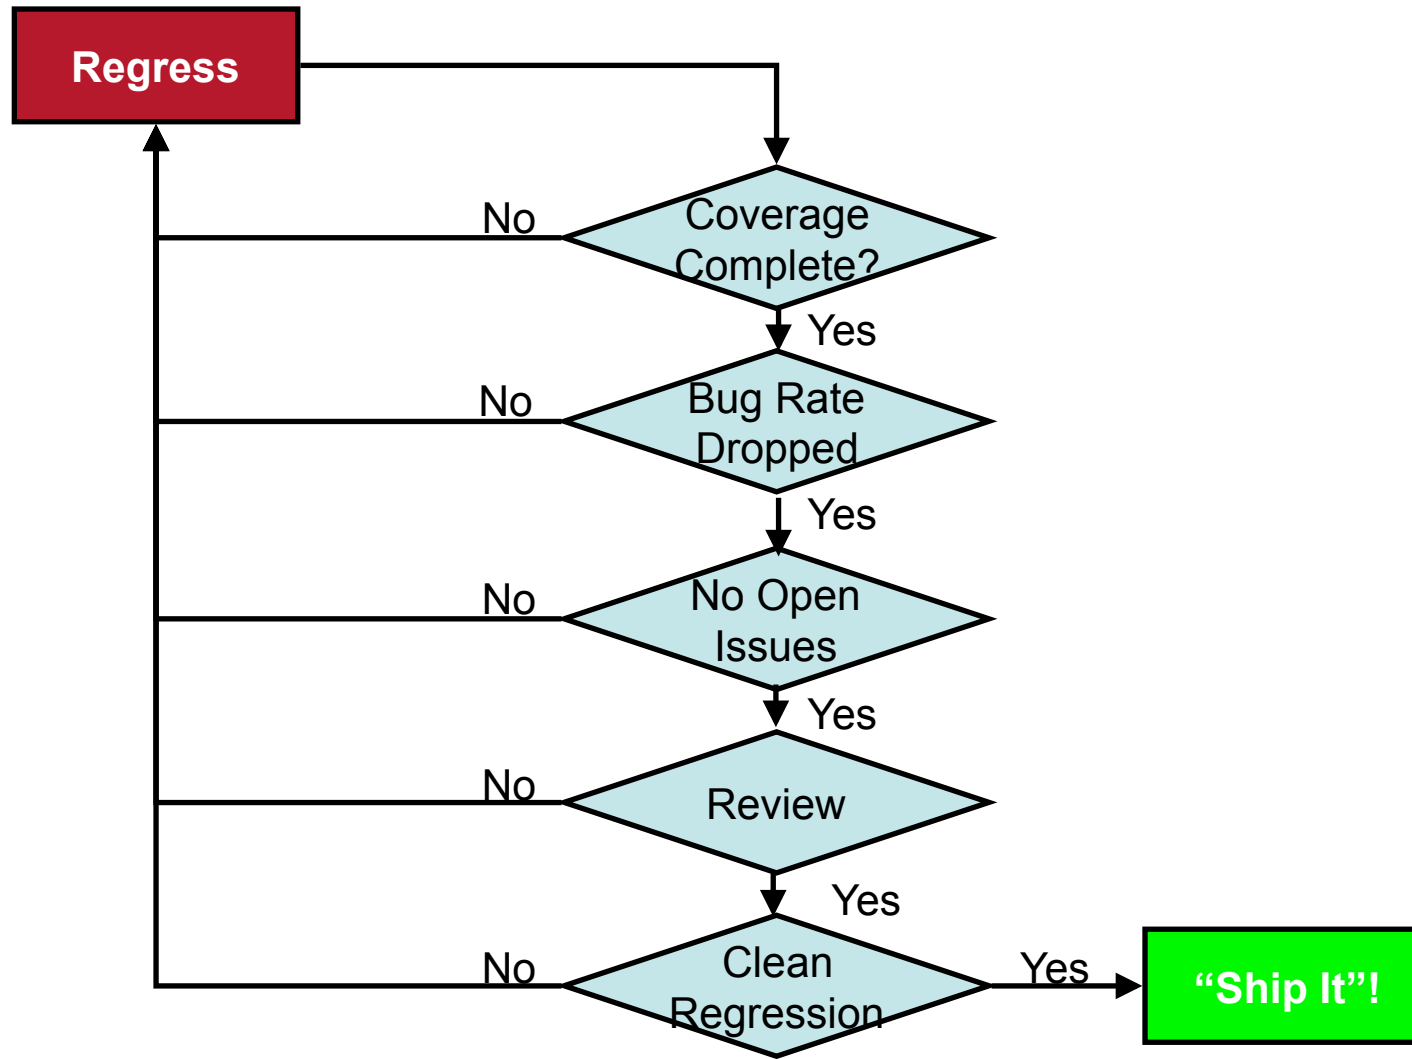 Regress
No
Coverage
Complete?
Yes
No
Bug Rate
Dropped
Yes
No
No Open
Issues
Yes
No
Review
Yes
No
Clean
Regression
Yes
“Ship It”!